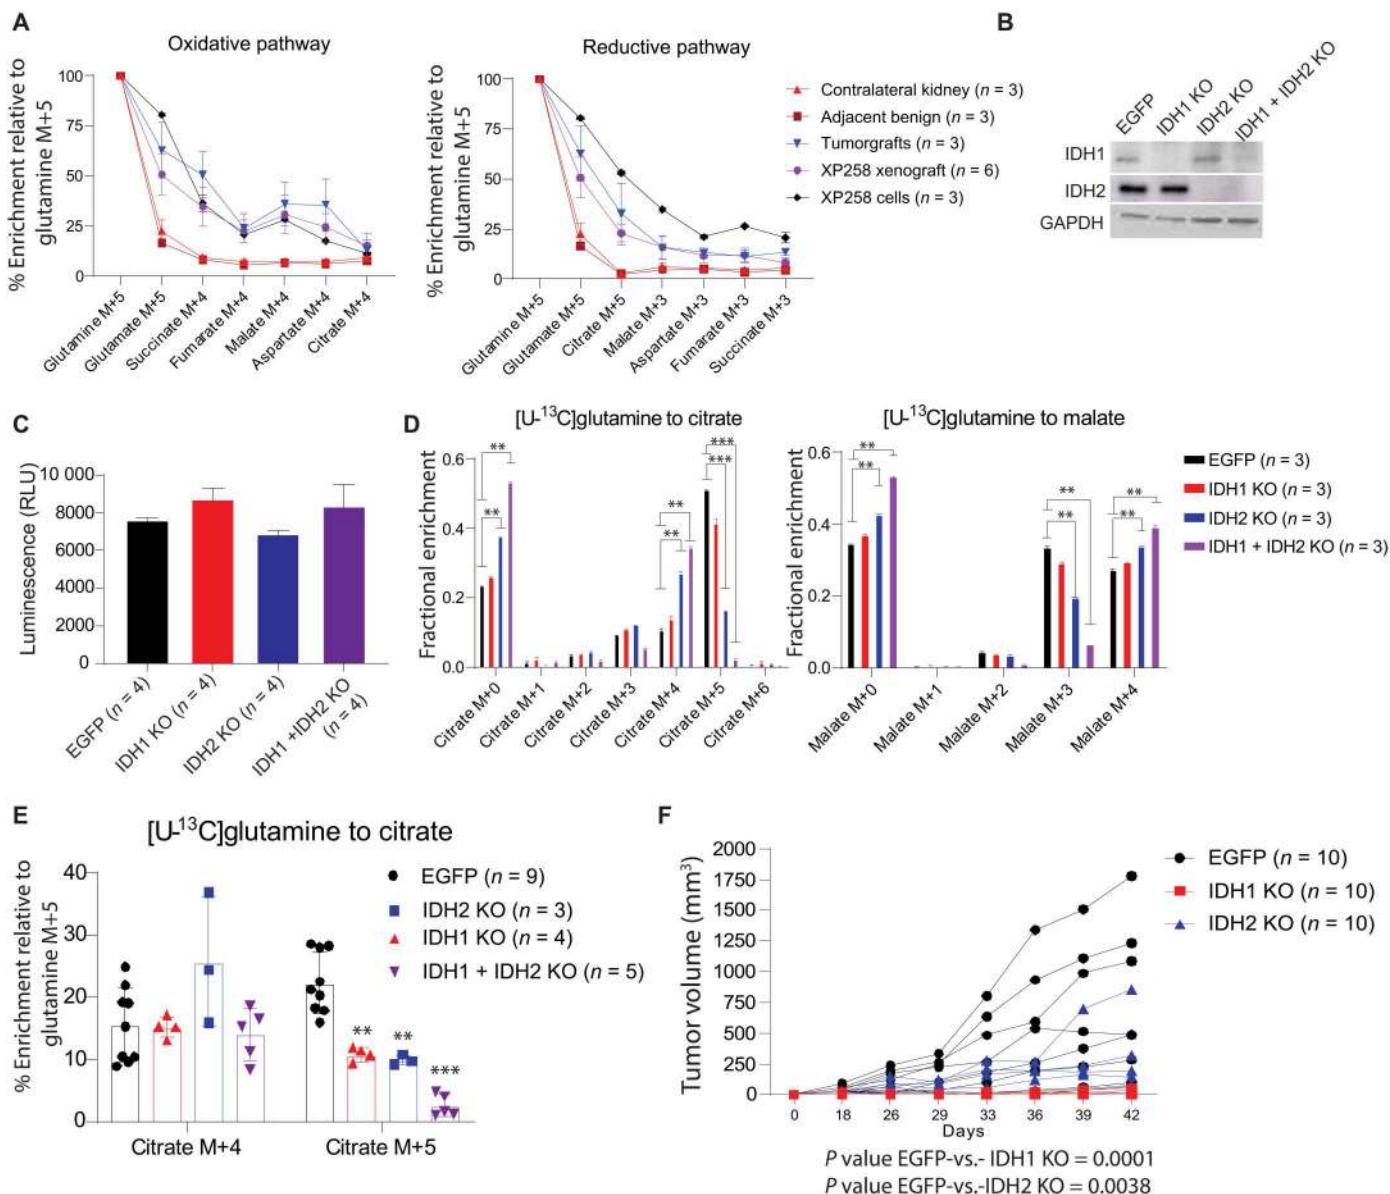 A
Oxidative pathway
% Enrichment relative to
glutamine M+5
100
75
50
25
0
Glutamine M+5
Glutamate M+5
Succinate M+4
Fumarate M+4
Malate M+4
Aspartate M+4
Citrate M+4
Reductive pathway
% Enrichment relative to
glutamine M+5
100
75
50
25
0
Glutamine M+5
Glutamate M+5
Citrate M+5
Malate M+3
Aspartate M+3
Fumarate M+3
Succinate M+3
Contralateral kidney (n = 3)
Adjacent benign (n = 3)
Tumorgrafts (n = 3)
XP258 xenograft (n = 6)
XP258 cells (n = 3)
B
EGFP
IDH1 KO
IDH2 KO
IDH1 + IDH2 KO
IDH1
IDH2
GAPDH
C
Luminescence (RLU)
10 000
8000
6000
4000
2000
0
EGFP (n = 4)
IDH1 KO (n = 4)
IDH2 KO (n = 4)
IDH1 +IDH2 KO
(n = 4)
D
[U-¹³C]glutamine to citrate
Fractional enrichment
0.6
0.4
0.2
0.0
**
**
**
**
***
***
Citrate M+0
Citrate M+1
Citrate M+2
Citrate M+3
Citrate M+4
Citrate M+5
Citrate M+6
[U-¹³C]glutamine to malate
Fractional enrichment
0.6
0.4
0.2
0.0
**
**
**
**
**
**
Malate M+0
Malate M+1
Malate M+2
Malate M+3
Malate M+4
EGFP (n = 3)
IDH1 KO (n = 3)
IDH2 KO (n = 3)
IDH1 + IDH2 KO (n = 3)
E
[U-¹³C]glutamine to citrate
% Enrichment relative to
glutamine M+5
40
30
20
10
0
**
**
***
Citrate M+4
Citrate M+5
EGFP (n = 9)
IDH2 KO (n = 3)
IDH1 KO (n = 4)
IDH1 + IDH2 KO (n = 5)
F
Tumor volume (mm³)
2000
1750
1500
1250
1000
750
500
250
0
0 18 26 29 33 36 39 42
Days
EGFP (n = 10)
IDH1 KO (n = 10)
IDH2 KO (n = 10)
P value EGFP-vs.- IDH1 KO = 0.0001
P value EGFP-vs.-IDH2 KO = 0.0038